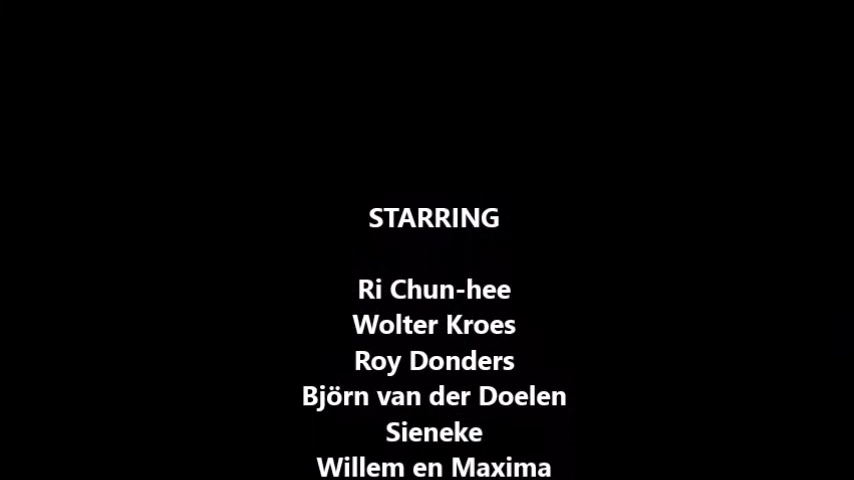 STARRING
Ri Chun-hee
Wolter Kroes
Roy Donders
Björn van der Doelen
Sieneke
Willem en Maxima